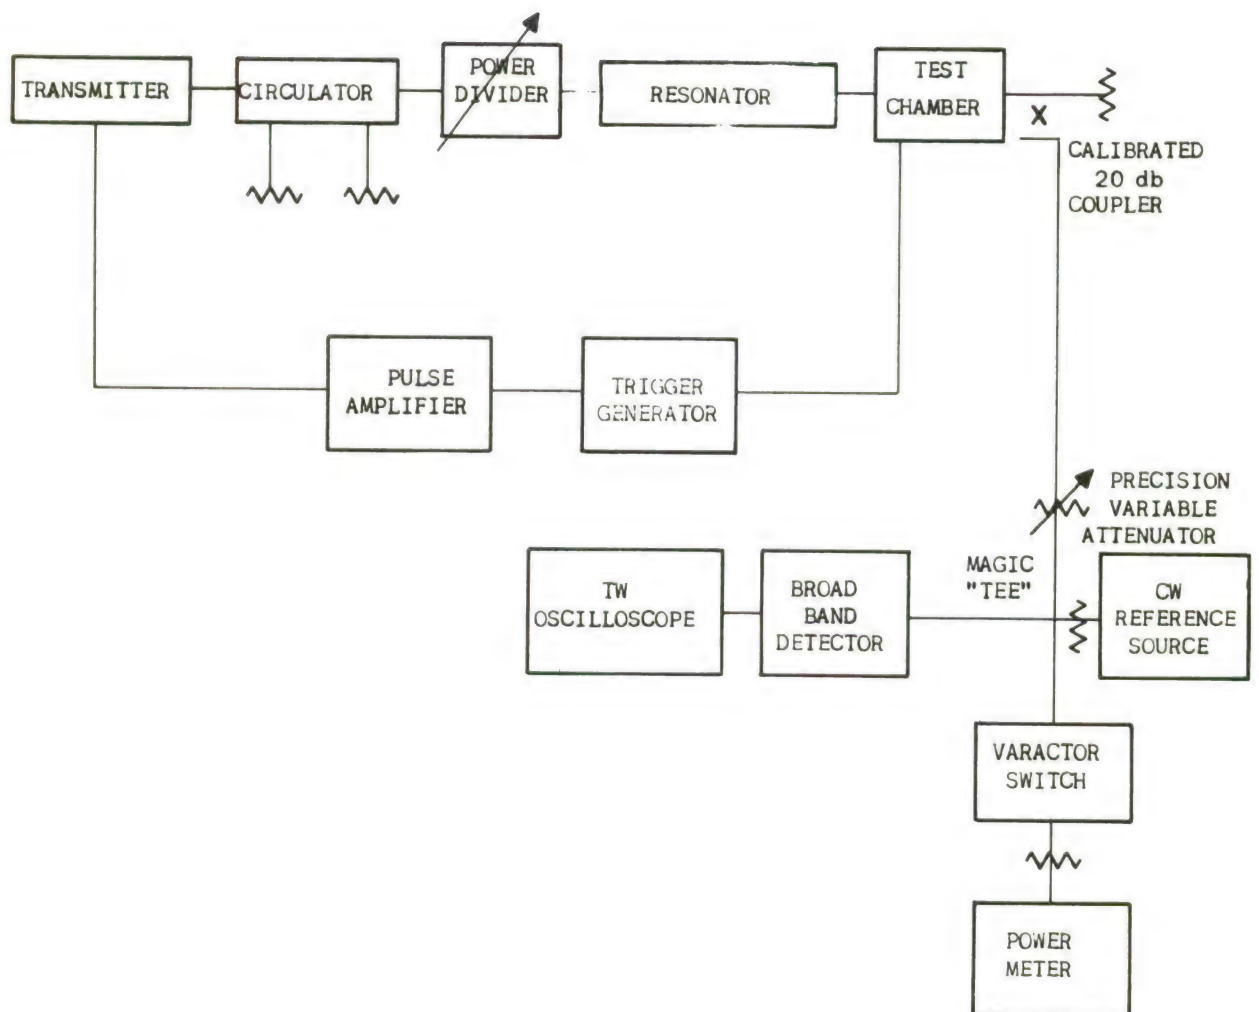 TRANSMITTER
CIRCULATOR
POWER
DIVIDER
RESONATOR
TEST
CHAMBER
X
CALIBRATED
20 db
COUPLER
PULSE
AMPLIFIER
TRIGGER
GENERATOR
PRECISION
VARIABLE
ATTENUATOR
MAGIC
"TEE"
TW
OSCILLOSCOPE
BROAD
BAND
DETECTOR
CW
REFERENCE
SOURCE
VARACTOR
SWITCH
POWER
METER